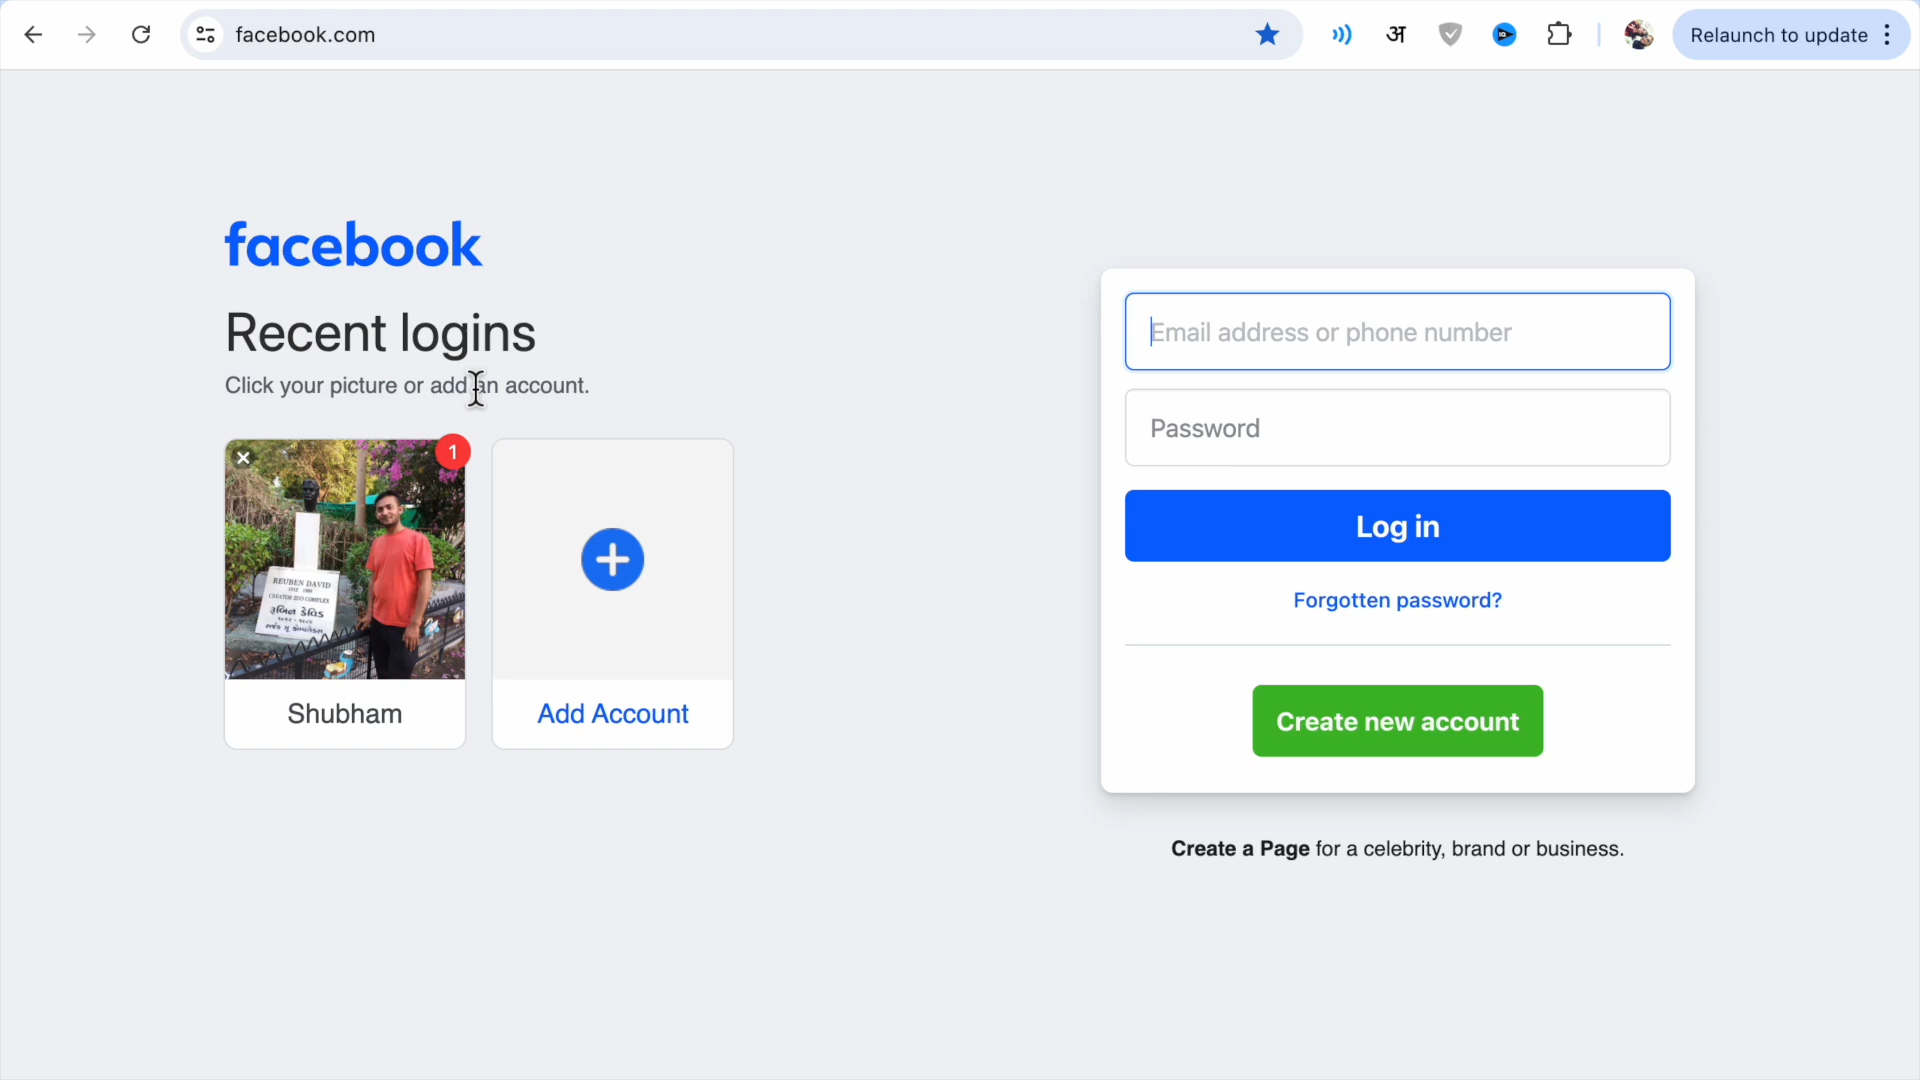 facebook.com
अ
Relaunch to update
facebook
Recent logins
Click your picture or add an account.
1
REUBEN DAVID
Shubham
Add Account
Email address or phone number
Password
Log in
Forgotten password?
Create new account
Create a Page for a celebrity, brand or business.